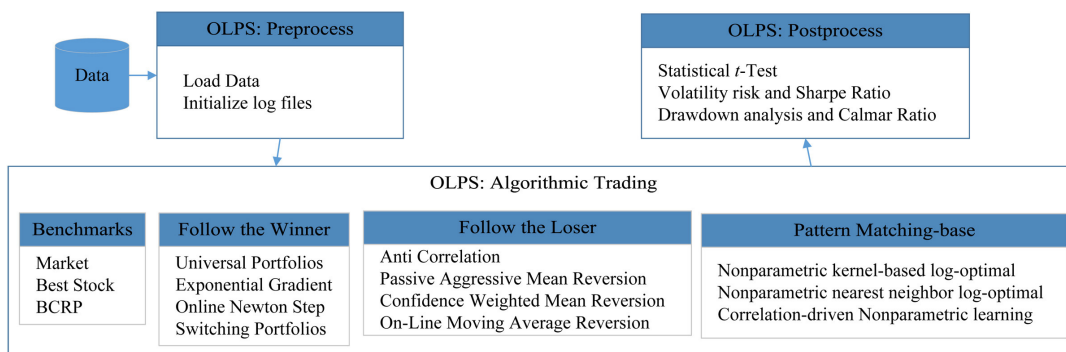 Data
OLPS: Preprocess
Load Data
Initialize log files
OLPS: Postprocess
Statistical t-Test
Volatility risk and Sharpe Ratio
Drawdown analysis and Calmar Ratio
OLPS: Algorithmic Trading
Benchmarks
Market
Best Stock
BCRP
Follow the Winner
Universal Portfolios
Exponential Gradient
Online Newton Step
Switching Portfolios
Follow the Loser
Anti Correlation
Passive Aggressive Mean Reversion
Confidence Weighted Mean Reversion
On-Line Moving Average Reversion
Pattern Matching-base
Nonparametric kernel-based log-optimal
Nonparametric nearest neighbor log-optimal
Correlation-driven Nonparametric learning